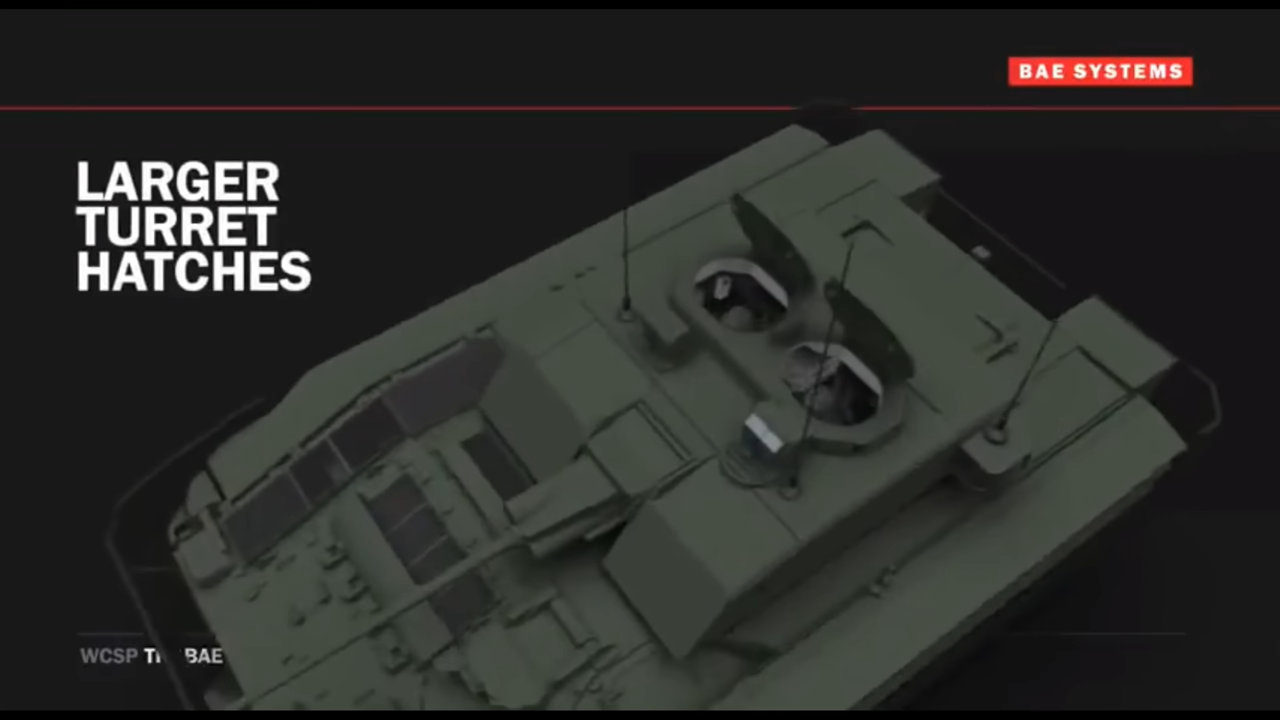 BAE SYSTEMS
LARGER
TURRET
HATCHES
WCSP BAE